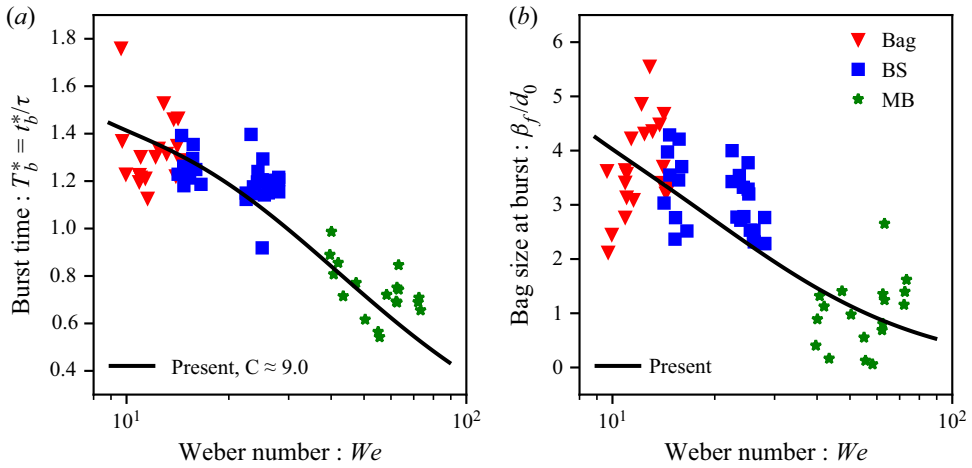 (a)
Burst time : T_b^* = t_b^*/τ
1.8
1.6
1.4
1.2
1.0
0.8
0.6
0.4
Present, C ≈ 9.0
10^1
10^2
Weber number : We
(b)
Bag size at burst : β_f/d_0
6
5
4
3
2
1
0
Bag
BS
MB
Present
10^1
10^2
Weber number : We